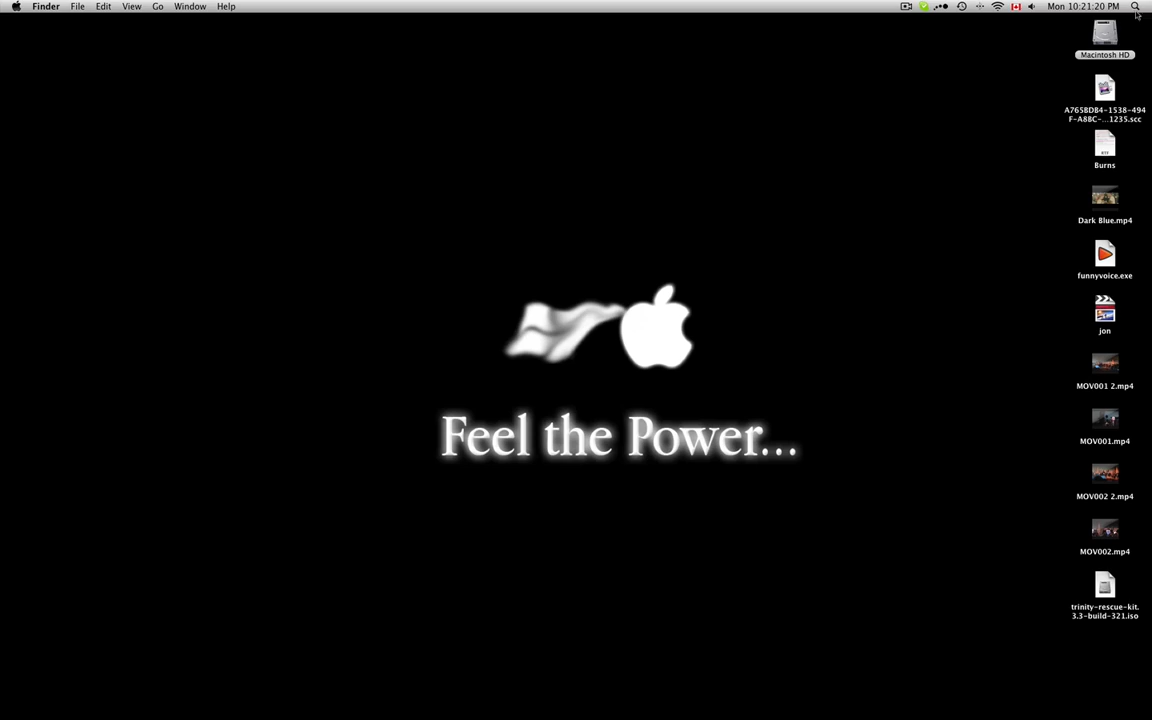 Finder File Edit View Go Window Help
Mon 10:21:20 PM
Macintosh HD
A765BDB4-1538-494
F-A8BC-...1235.scc
RTF
Burns
Dark Blue.mp4
funnyvoice.exe
jon
MOV001 2.mp4
MOV001.mp4
MOV002 2.mp4
MOV002.mp4
trinity-rescue-kit.
3.3-build-321.iso
Feel the Power...